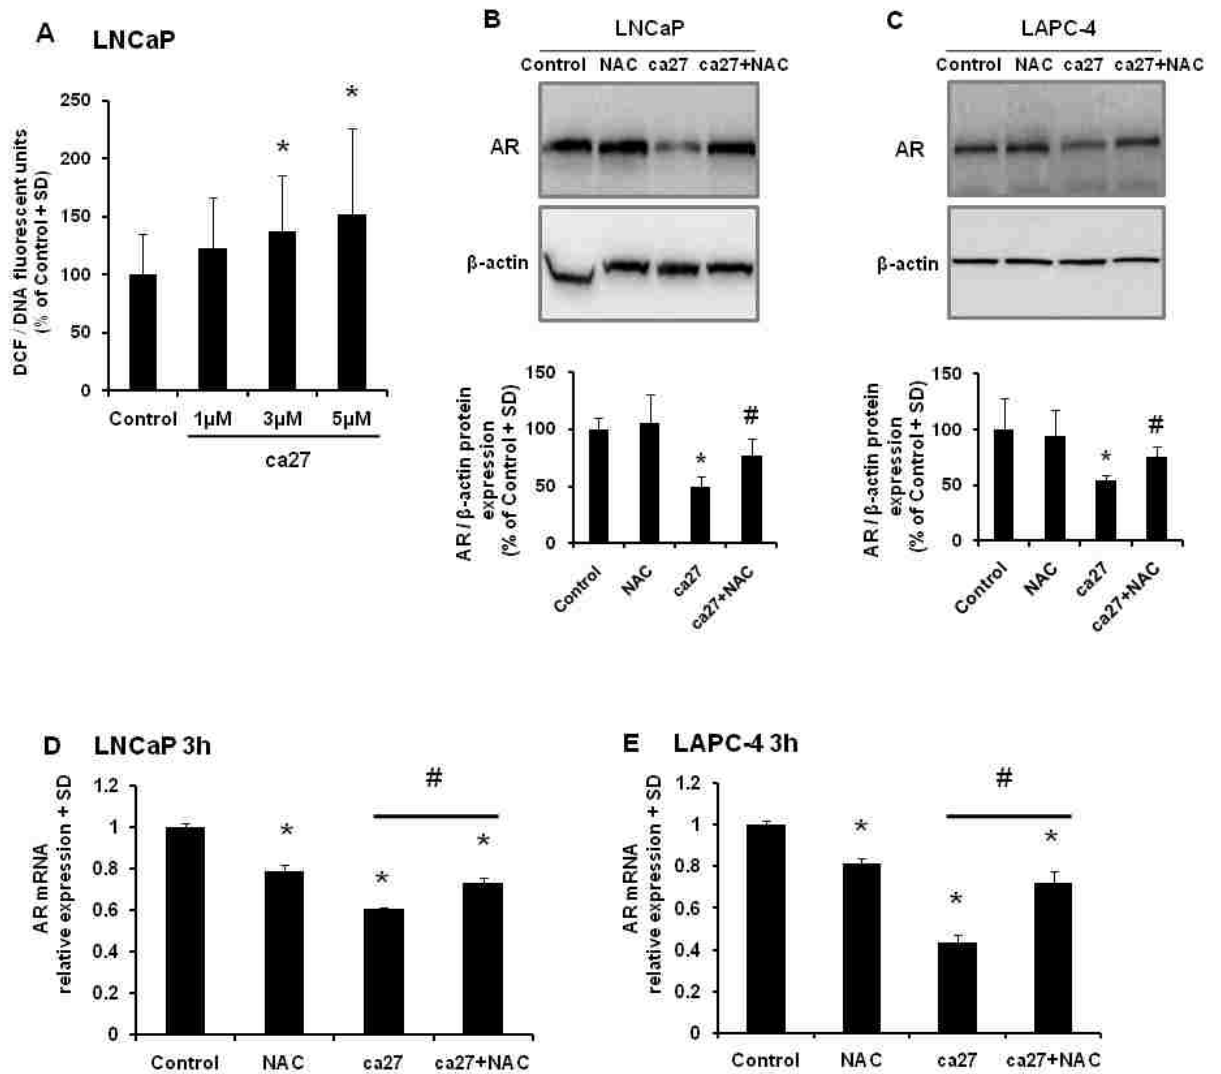 A LNCaP
DCF / DNA fluorescent units
(% of Control + SD)
250
200
150
100
50
0
*
*
Control 1µM 3µM 5µM
ca27
B
LNCaP
Control NAC ca27 ca27+NAC
AR
β-actin
AR / β-actin protein
expression
(% of Control + SD)
150
100
50
0
*
#
Control
NAC
ca27
ca27+NAC
C
LAPC-4
Control NAC ca27 ca27+NAC
AR
β-actin
AR / β-actin protein
expression
(% of Control + SD)
150
100
50
0
*
#
Control
NAC
ca27
ca27+NAC
D LNCaP 3h
AR mRNA
relative expression + SD
1.2
1
0.8
0.6
0.4
0.2
0
#
*
*
*
Control NAC ca27 ca27+NAC
E LAPC-4 3h
AR mRNA
relative expression + SD
1.2
1
0.8
0.6
0.4
0.2
0
#
*
*
*
Control NAC ca27 ca27+NAC